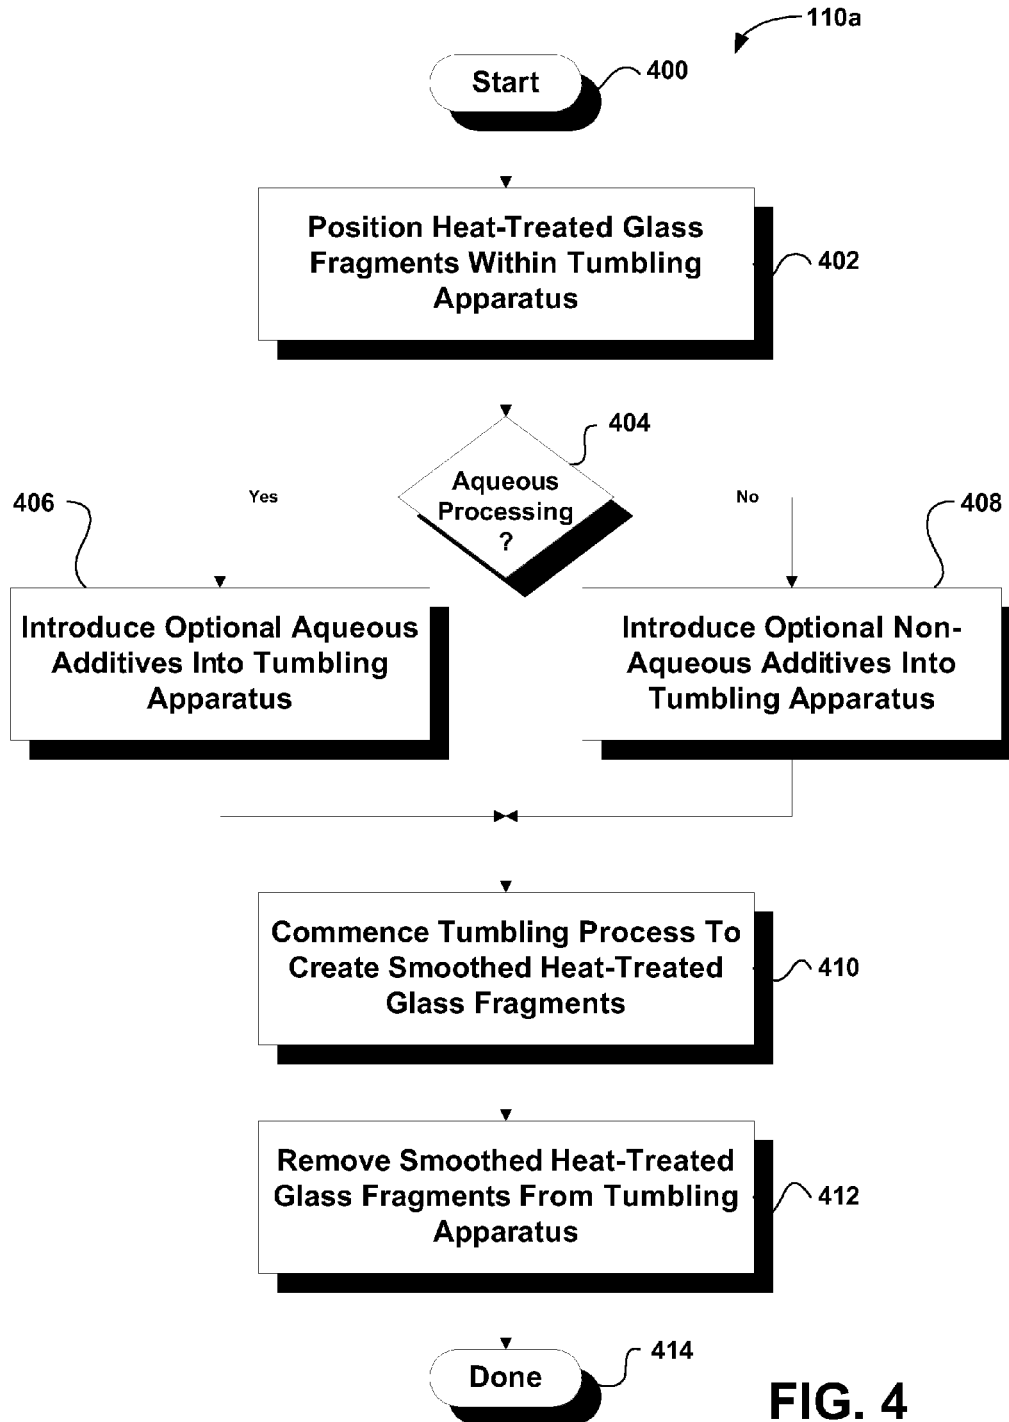 110a
Start
400
Position Heat-Treated Glass
Fragments Within Tumbling
Apparatus
402
404
Aqueous
Processing
?
Yes
No
406
408
Introduce Optional Aqueous
Additives Into Tumbling
Apparatus
Introduce Optional Non-
Aqueous Additives Into
Tumbling Apparatus
Commence Tumbling Process To
Create Smoothed Heat-Treated
Glass Fragments
410
Remove Smoothed Heat-Treated
Glass Fragments From Tumbling
Apparatus
412
Done
414
FIG. 4